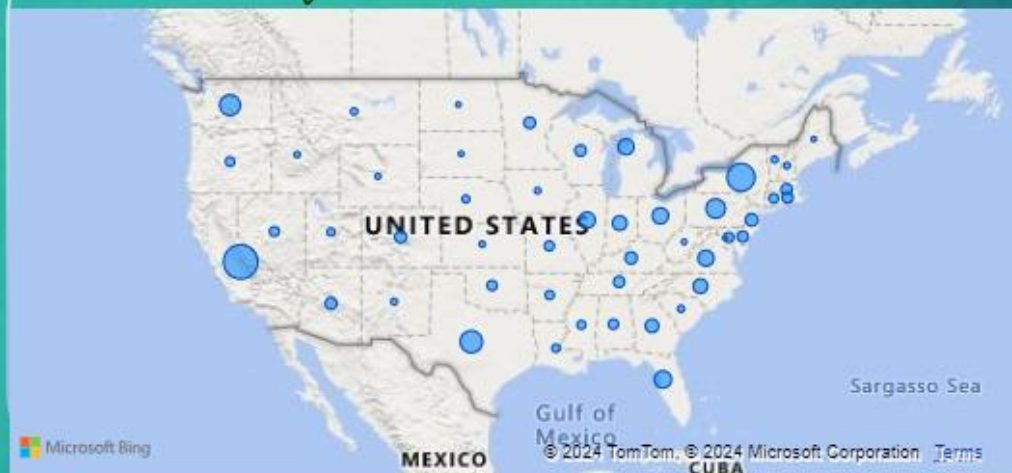 UNITED STATES
Sargasso Sea
Gulf of
Mexico
Microsoft Bing
© 2024 TomTom, © 2024 Microsoft Corporation Terms
MEXICO
CUBA